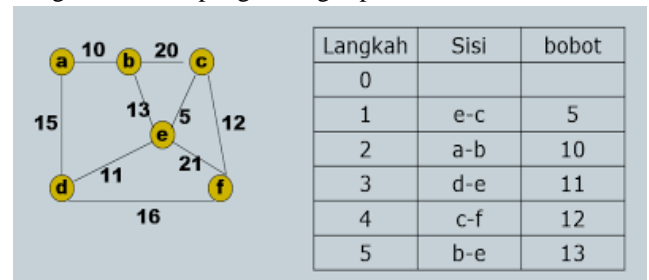 10 20
a b c
13 5
15 12
e
11 21
d f
16
Langkah Sisi bobot
0
1 e-c 5
2 a-b 10
3 d-e 11
4 c-f 12
5 b-e 13